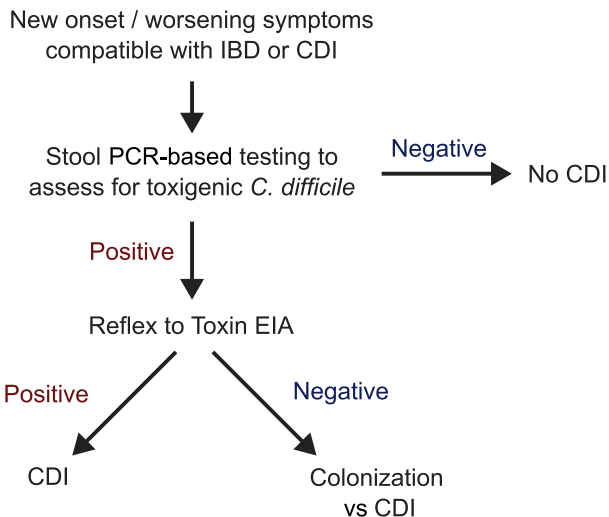 New onset / worsening symptoms
compatible with IBD or CDI
Stool PCR-based testing to
assess for toxigenic C. difficile
Negative
No CDI
Positive
Reflex to Toxin EIA
Positive
Negative
CDI
Colonization
vs CDI